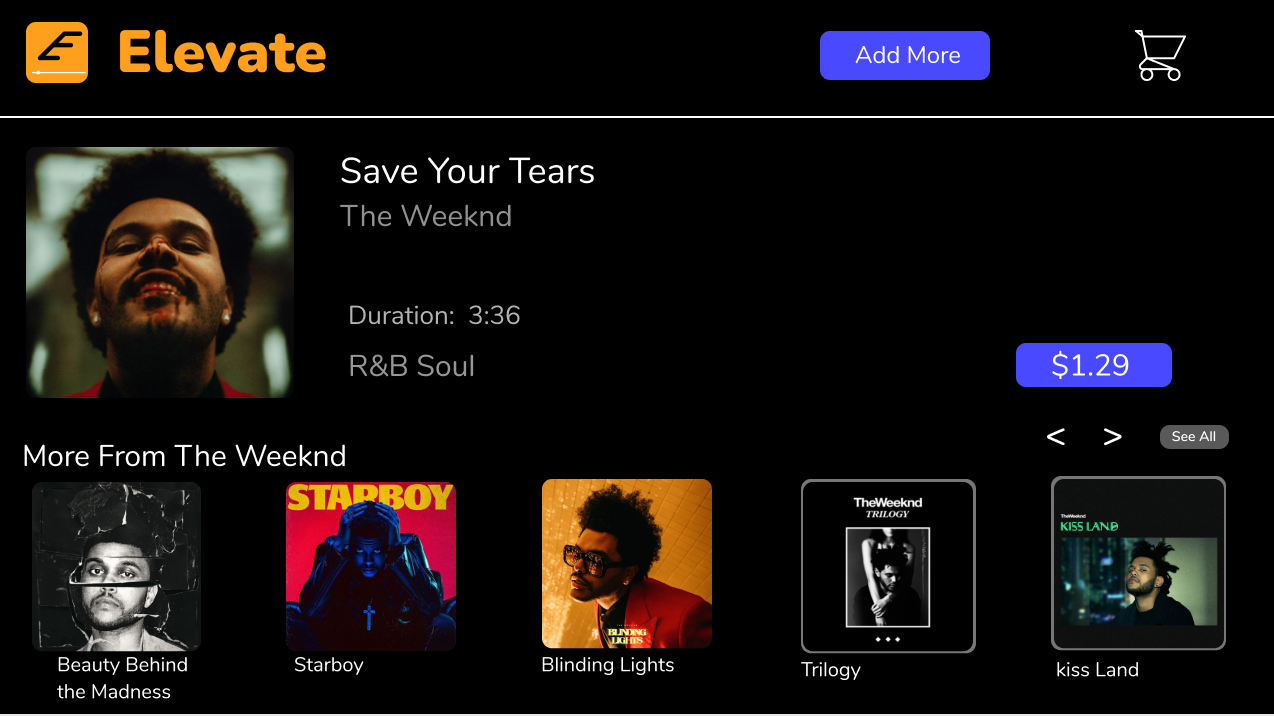 Elevate
Add More
Save Your Tears
The Weeknd
Duration: 3:36
R&B Soul
$1.29
< >
See All
More From The Weeknd
STARBOY
BLINDING
LIGHTS
TheWeeknd
TRILOGY
TheWeeknd
KISS LAND
Beauty Behind
the Madness
Starboy
Blinding Lights
Trilogy
kiss Land